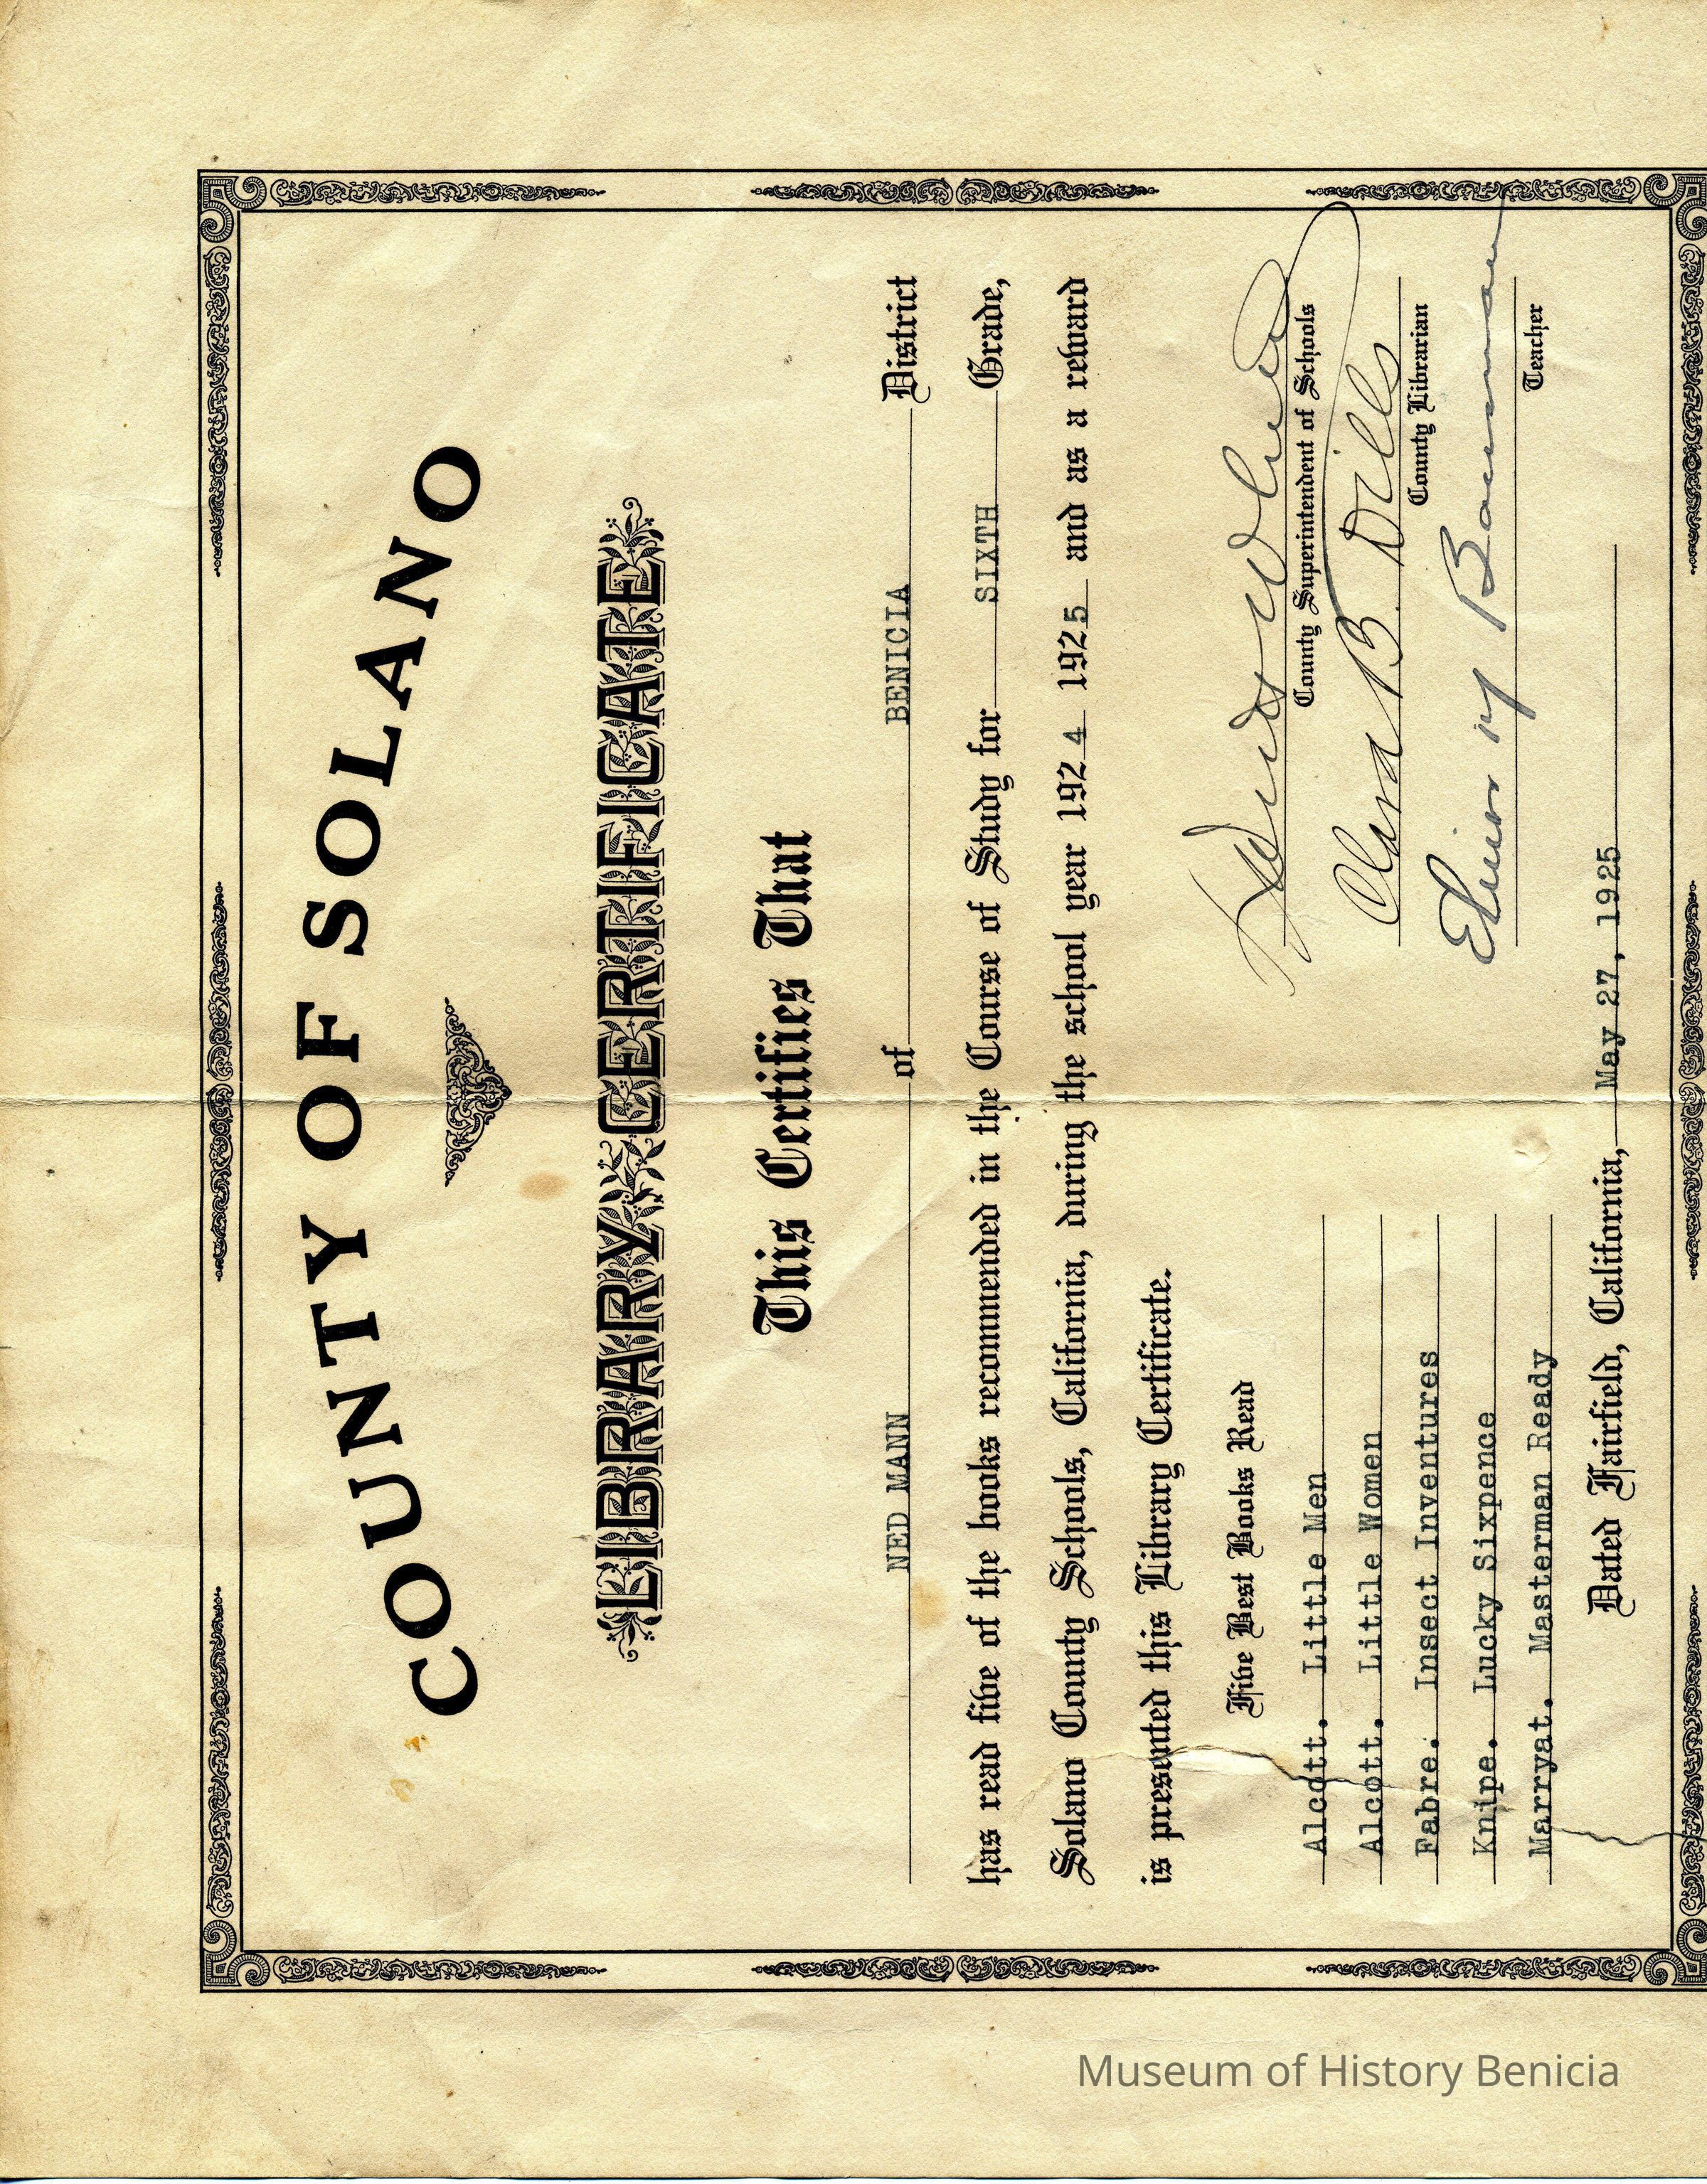 COUNTY OF SOLANO
LIBRARY CERTIFICATE
This Certifies That
NED MANN of BENICIA District
has read five of the books recommended in the Course of Study for SIXTH Grade,
Solano County Schools, California, during the school year 1924 1925 and as a reward
is presented this Library Certificate.
Five Best Books Read
Alcott. Little Men
Alcott. Little Women
Fabre. Insect Inventures
Knipe. Lucky Sixpence
Marryat. Masterman Ready
County Superintendent of Schools
Clara B. Dills
County Librarian
Bauman
Teacher
Dated Fairfield, California, May 27, 1925
Museum of History Benicia